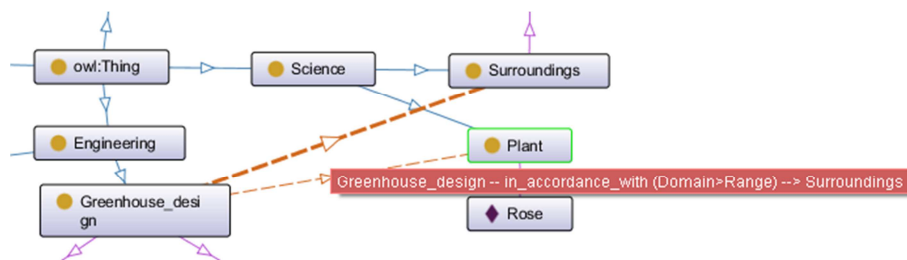 owl:Thing
Science
Surroundings
Engineering
Plant
Greenhouse_design -- in_accordance_with (Domain>Range) --> Surroundings
Greenhouse_desi
gn
Rose